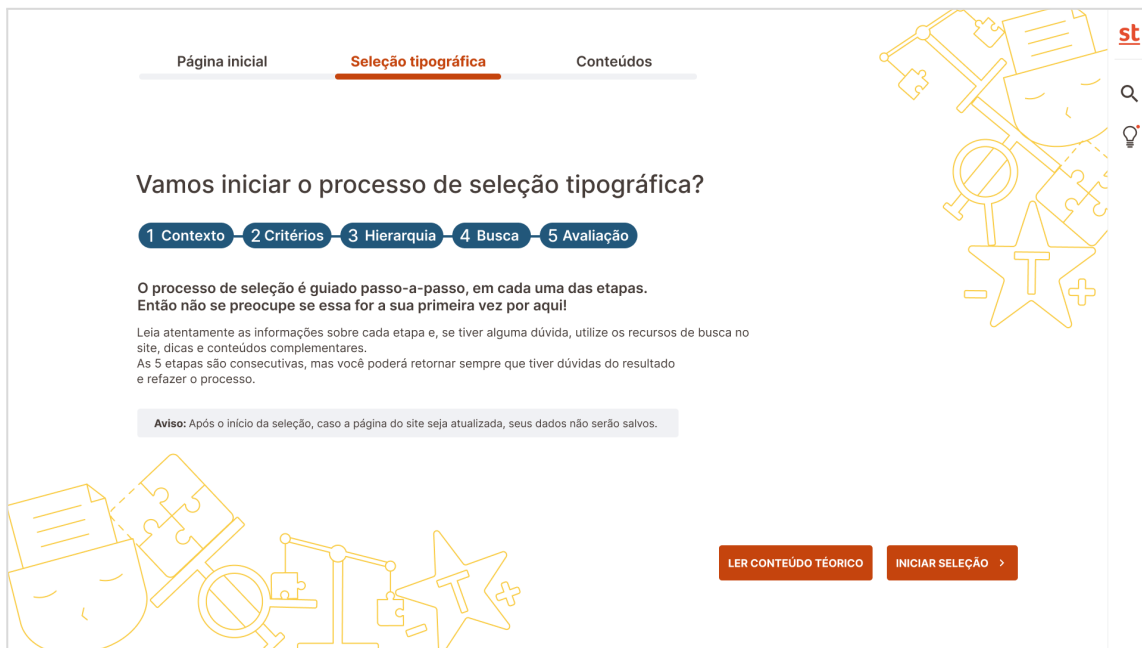 Página inicial
Seleção tipográfica
Conteúdos
st
Vamos iniciar o processo de seleção tipográfica?
1 Contexto
2 Critérios
3 Hierarquia
4 Busca
5 Avaliação
O processo de seleção é guiado passo-a-passo, em cada uma das etapas.
Então não se preocupe se essa for a sua primeira vez por aqui!
Leia atentamente as informações sobre cada etapa e, se tiver alguma dúvida, utilize os recursos de busca no
site, dicas e conteúdos complementares.
As 5 etapas são consecutivas, mas você poderá retornar sempre que tiver dúvidas do resultado
e refazer o processo.
Aviso: Após o início da seleção, caso a página do site seja atualizada, seus dados não serão salvos.
LER CONTEÚDO TÉORICO
INICIAR SELEÇÃO >
T
T